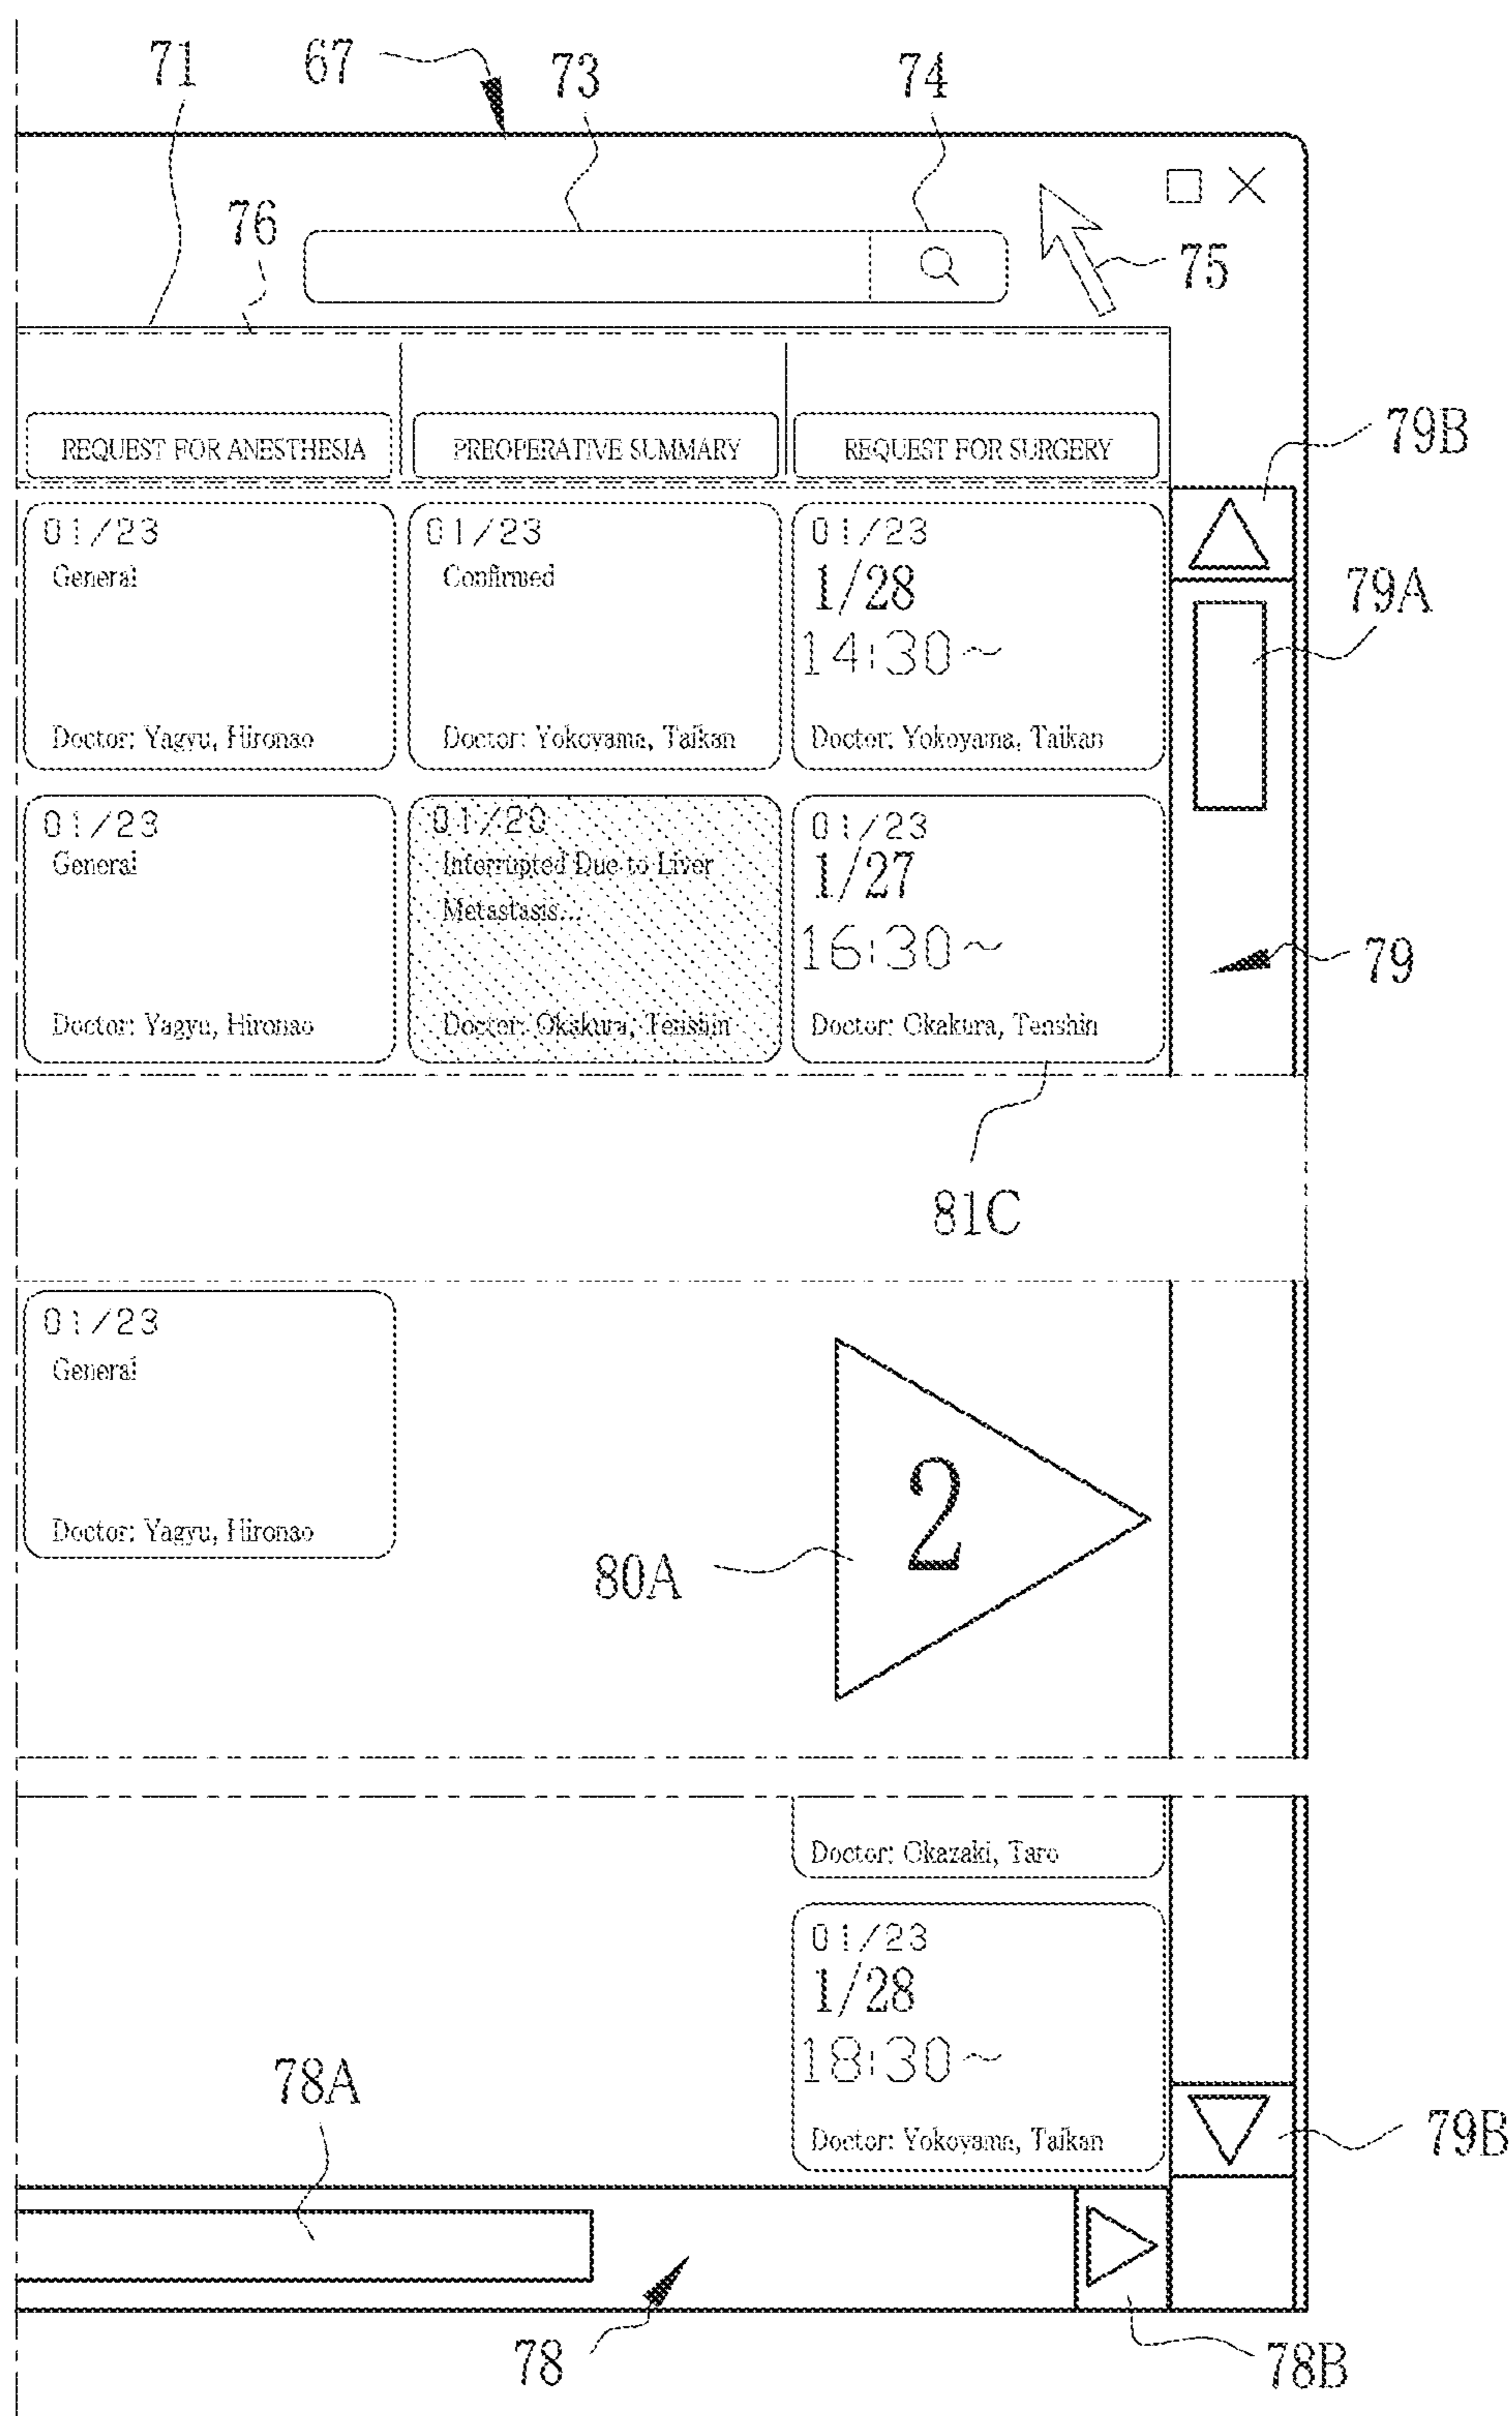 71
67
73
74
76
75
REQUEST FOR ANESTHESIA
PREOPERATIVE SUMMARY
REQUEST FOR SURGERY
79B
01/23
General
Doctor: Yagyu, Hironao
01/23
Confirmed
Doctor: Yokoyama, Taikan
01/23
1/28
14:30~
Doctor: Yokoyama, Taikan
79A
01/23
General
Doctor: Yagyu, Hironao
01/20
Interrupted Due to Liver
Metastasis...
Doctor: Okakura, Tenshin
01/23
1/27
16:30~
Doctor: Okakura, Tenshin
79
81C
01/23
General
Doctor: Yagyu, Hironao
2
80A
Doctor: Okazaki, Taro
01/23
1/28
18:30~
Doctor: Yokoyama, Taikan
78A
79B
78
78B